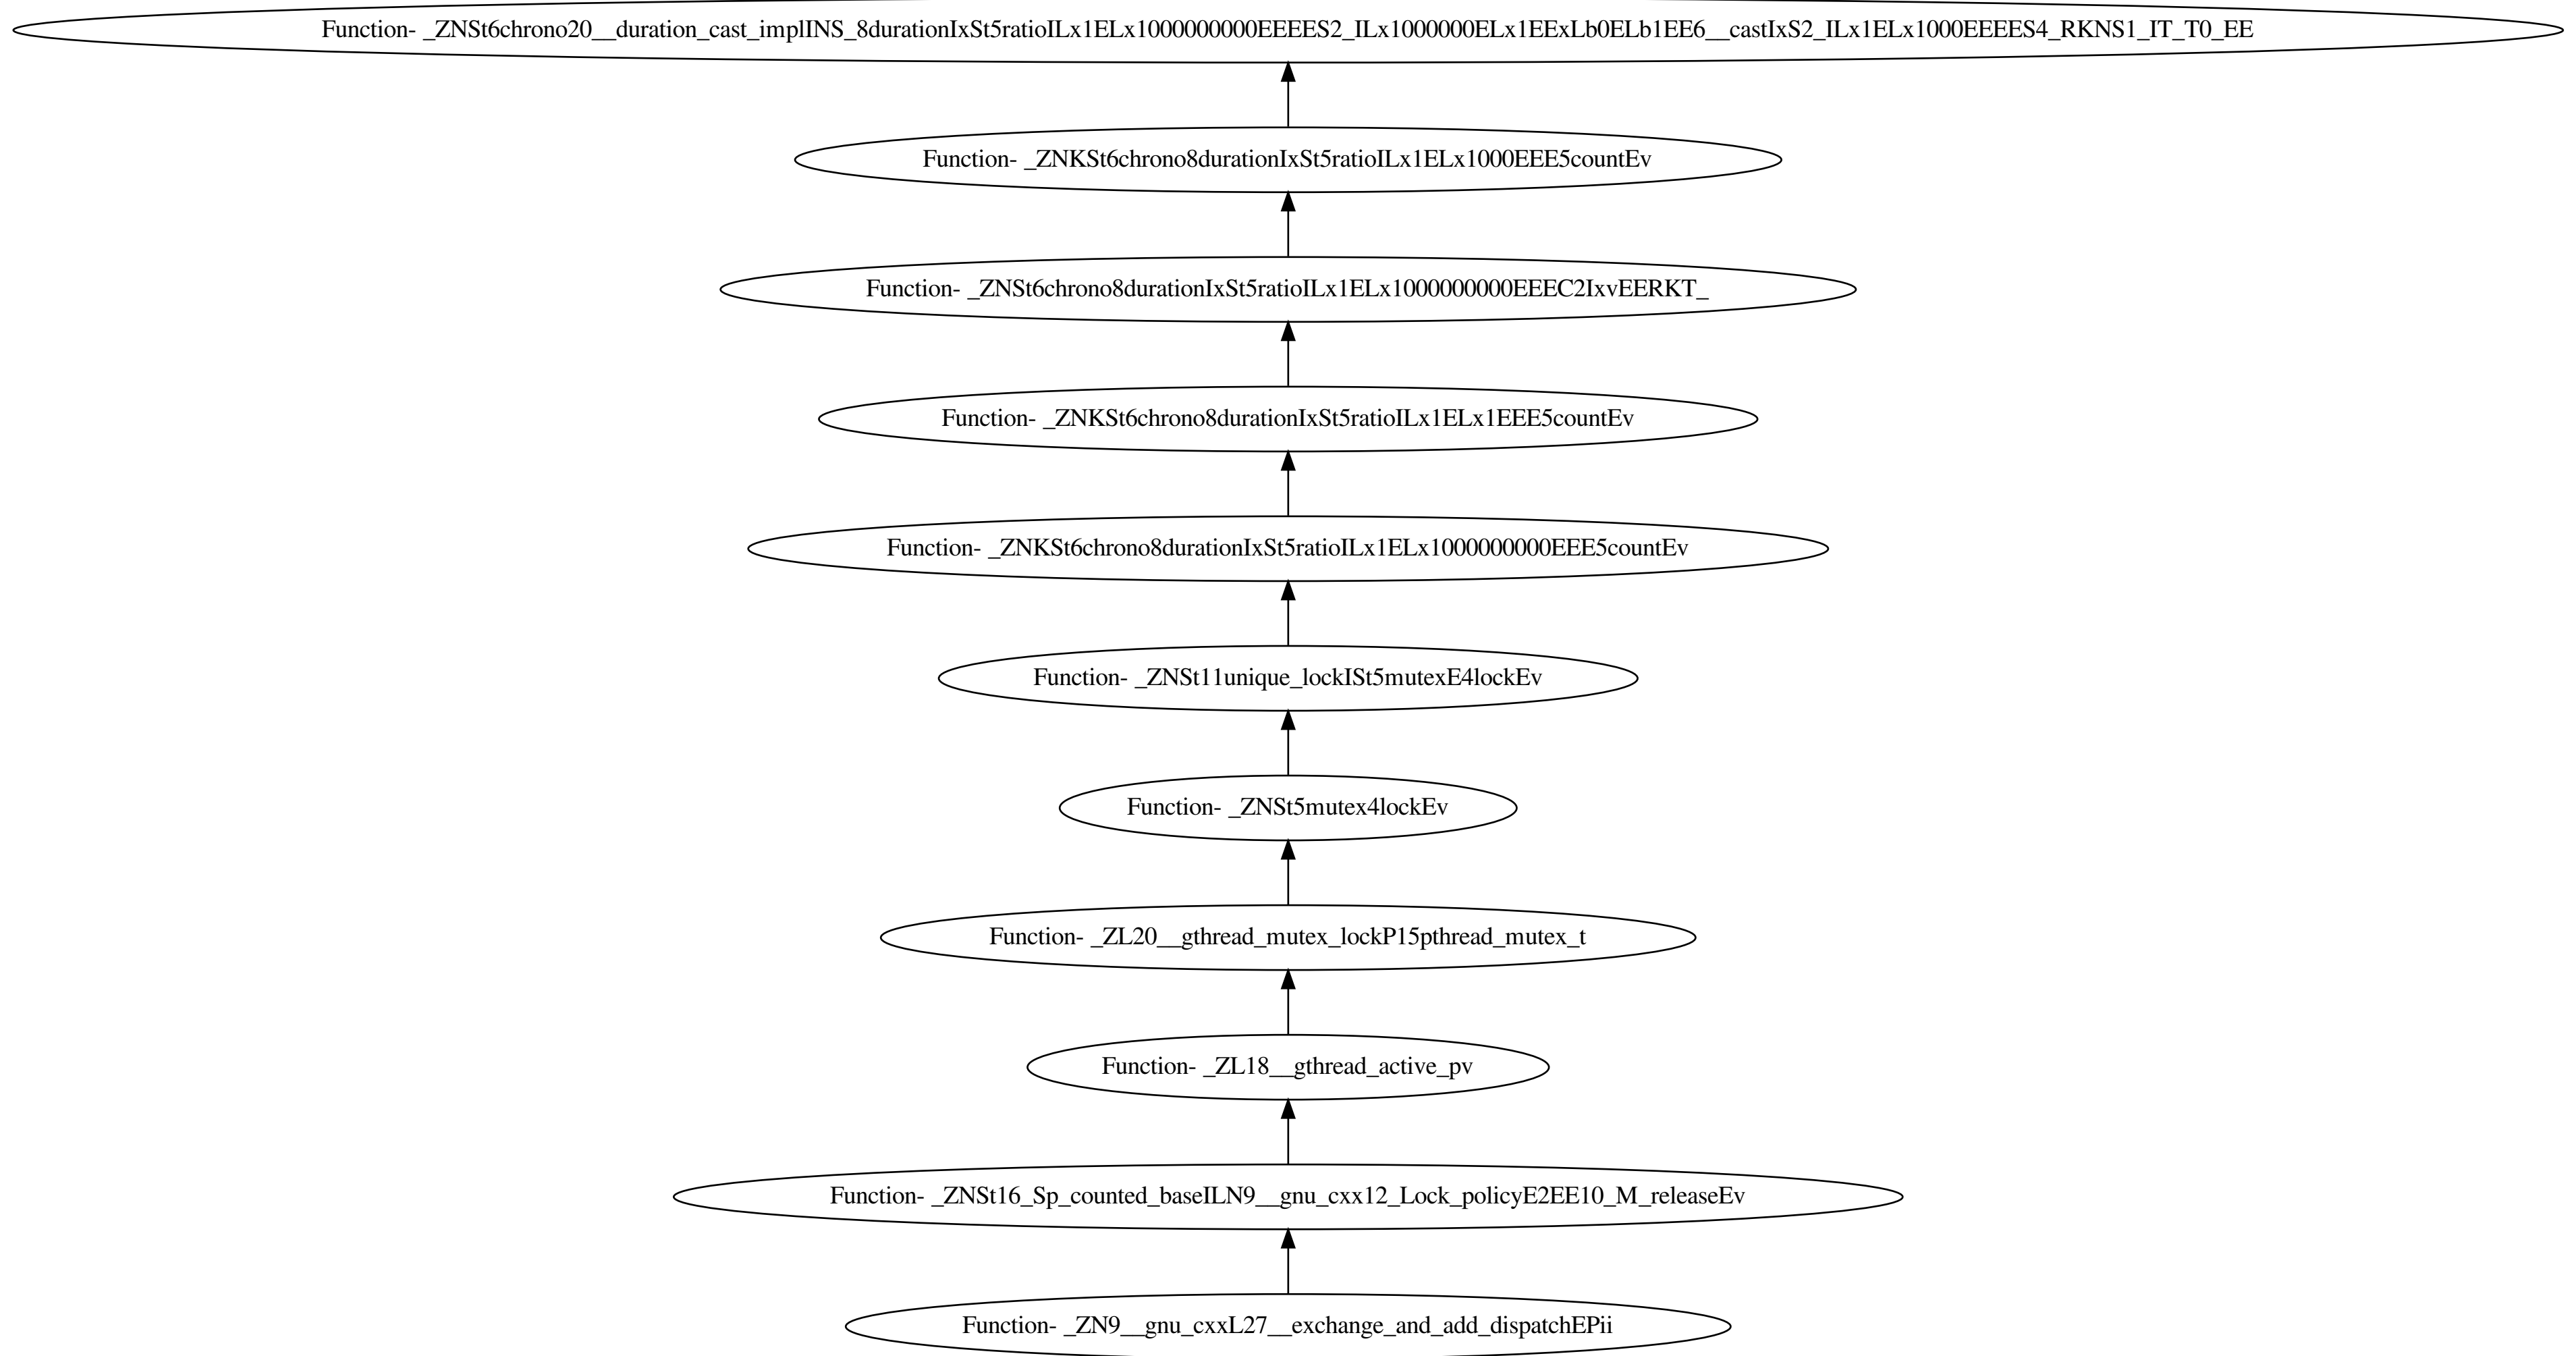 Function- _ZNSt6chrono20__duration_cast_implINS_8durationIxSt5ratioILx1ELx1000000000EEEES2_ILx1000000ELx1EExLb0ELb1EE6__castIxS2_ILx1ELx1000EEEES4_RKNS1_IT_T0_EE
Function- _ZNKSt6chrono8durationIxSt5ratioILx1ELx1000EEE5countEv
Function- _ZNSt6chrono8durationIxSt5ratioILx1ELx1000000000EEEC2IxvEERKT_
Function- _ZNKSt6chrono8durationIxSt5ratioILx1ELx1EEE5countEv
Function- _ZNKSt6chrono8durationIxSt5ratioILx1ELx1000000000EEE5countEv
Function- _ZNSt11unique_lockISt5mutexE4lockEv
Function- _ZNSt5mutex4lockEv
Function- _ZL20__gthread_mutex_lockP15pthread_mutex_t
Function- _ZL18__gthread_active_pv
Function- _ZNSt16_Sp_counted_baseILN9__gnu_cxx12_Lock_policyE2EE10_M_releaseEv
Function- _ZN9__gnu_cxxL27__exchange_and_add_dispatchEPii